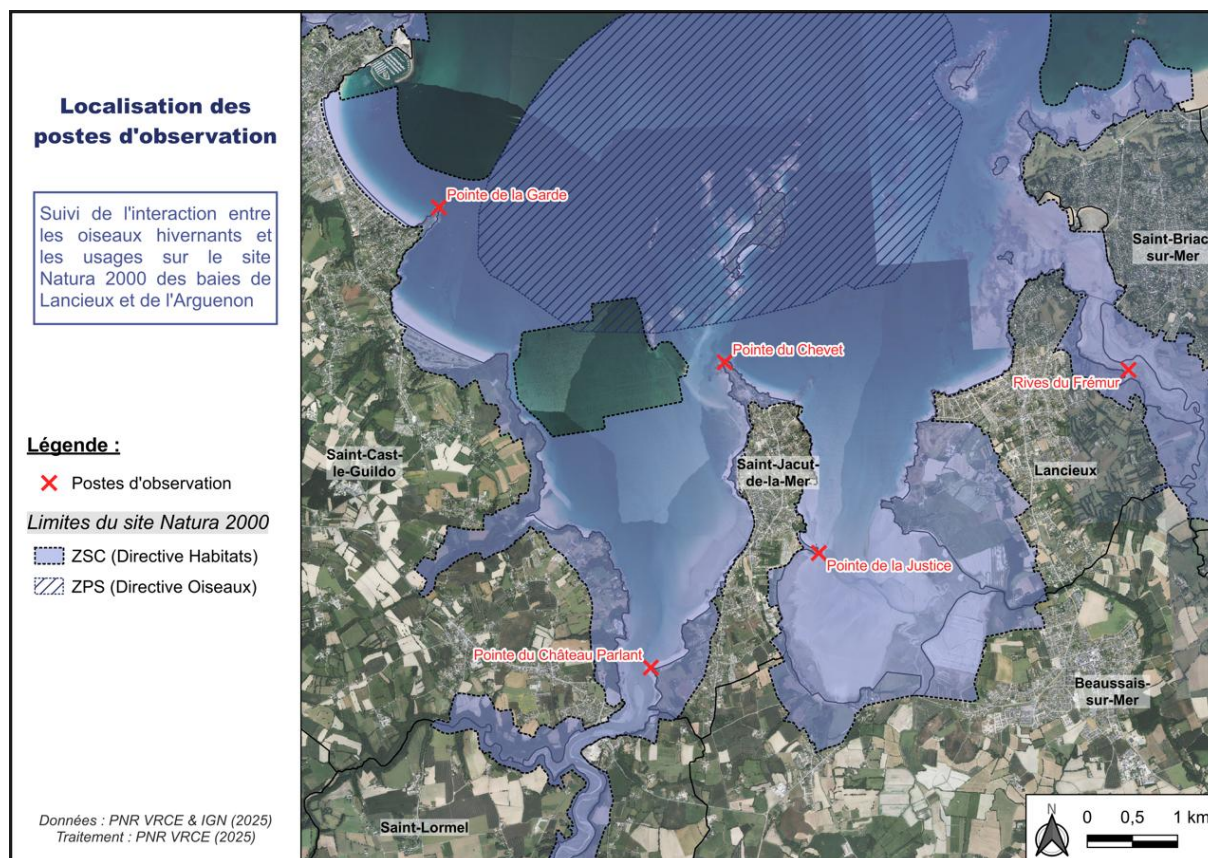 Localisation des
postes d'observation
Suivi de l'interaction entre
les oiseaux hivernants et
les usages sur le site
Natura 2000 des baies de
Lancieux et de l'Arguenon
Légende :
Postes d'observation
Limites du site Natura 2000
ZSC (Directive Habitats)
ZPS (Directive Oiseaux)
Données : PNR VRCE & IGN (2025)
Traitement : PNR VRCE (2025)
Pointe de la Garde
Saint-Briac
sur-Mer
Pointe du Chevet
Rives du Frémur
Saint-Cast-
le-Guildo
Saint-Jacut-
de-la-Mer
Lancieux
Pointe de la Justice
Pointe du Château Parlant
Beaussais-
sur-Mer
Saint-Lormel
N
0 0,5 1 km